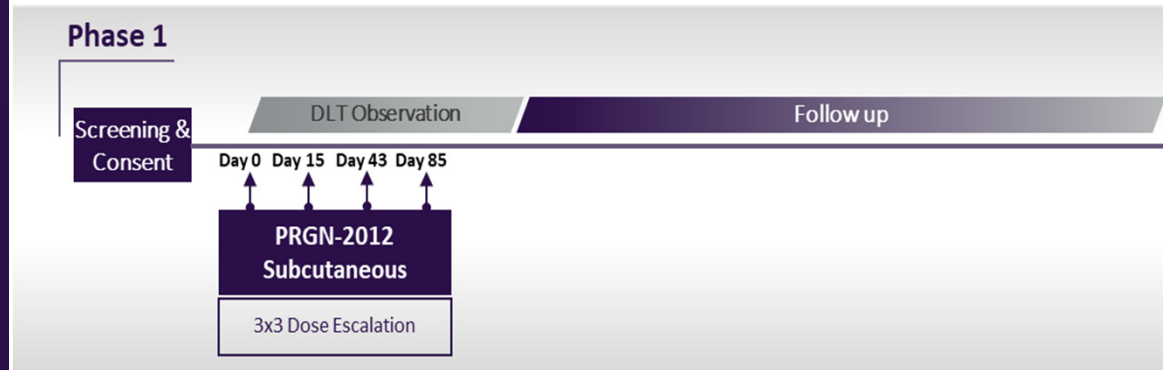 Phase 1
Screening &
Consent
DLT Observation
Follow up
Day 0 Day 15 Day 43 Day 85
PRGN-2012
Subcutaneous
3x3 Dose Escalation